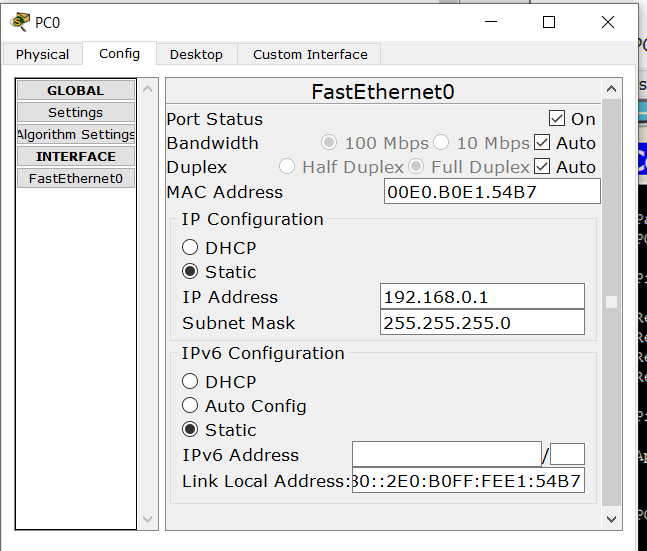 PC0
Physical Config Desktop Custom Interface
GLOBAL
Settings
Algorithm Settings
INTERFACE
FastEthernet0
FastEthernet0
Port Status On
Bandwidth 100 Mbps 10 Mbps Auto
Duplex Half Duplex Full Duplex Auto
MAC Address 00E0.B0E1.54B7
IP Configuration
DHCP
Static
IP Address 192.168.0.1
Subnet Mask 255.255.255.0
IPv6 Configuration
DHCP
Auto Config
Static
IPv6 Address /
Link Local Address: 80::2E0:B0FF:FEE1:54B7